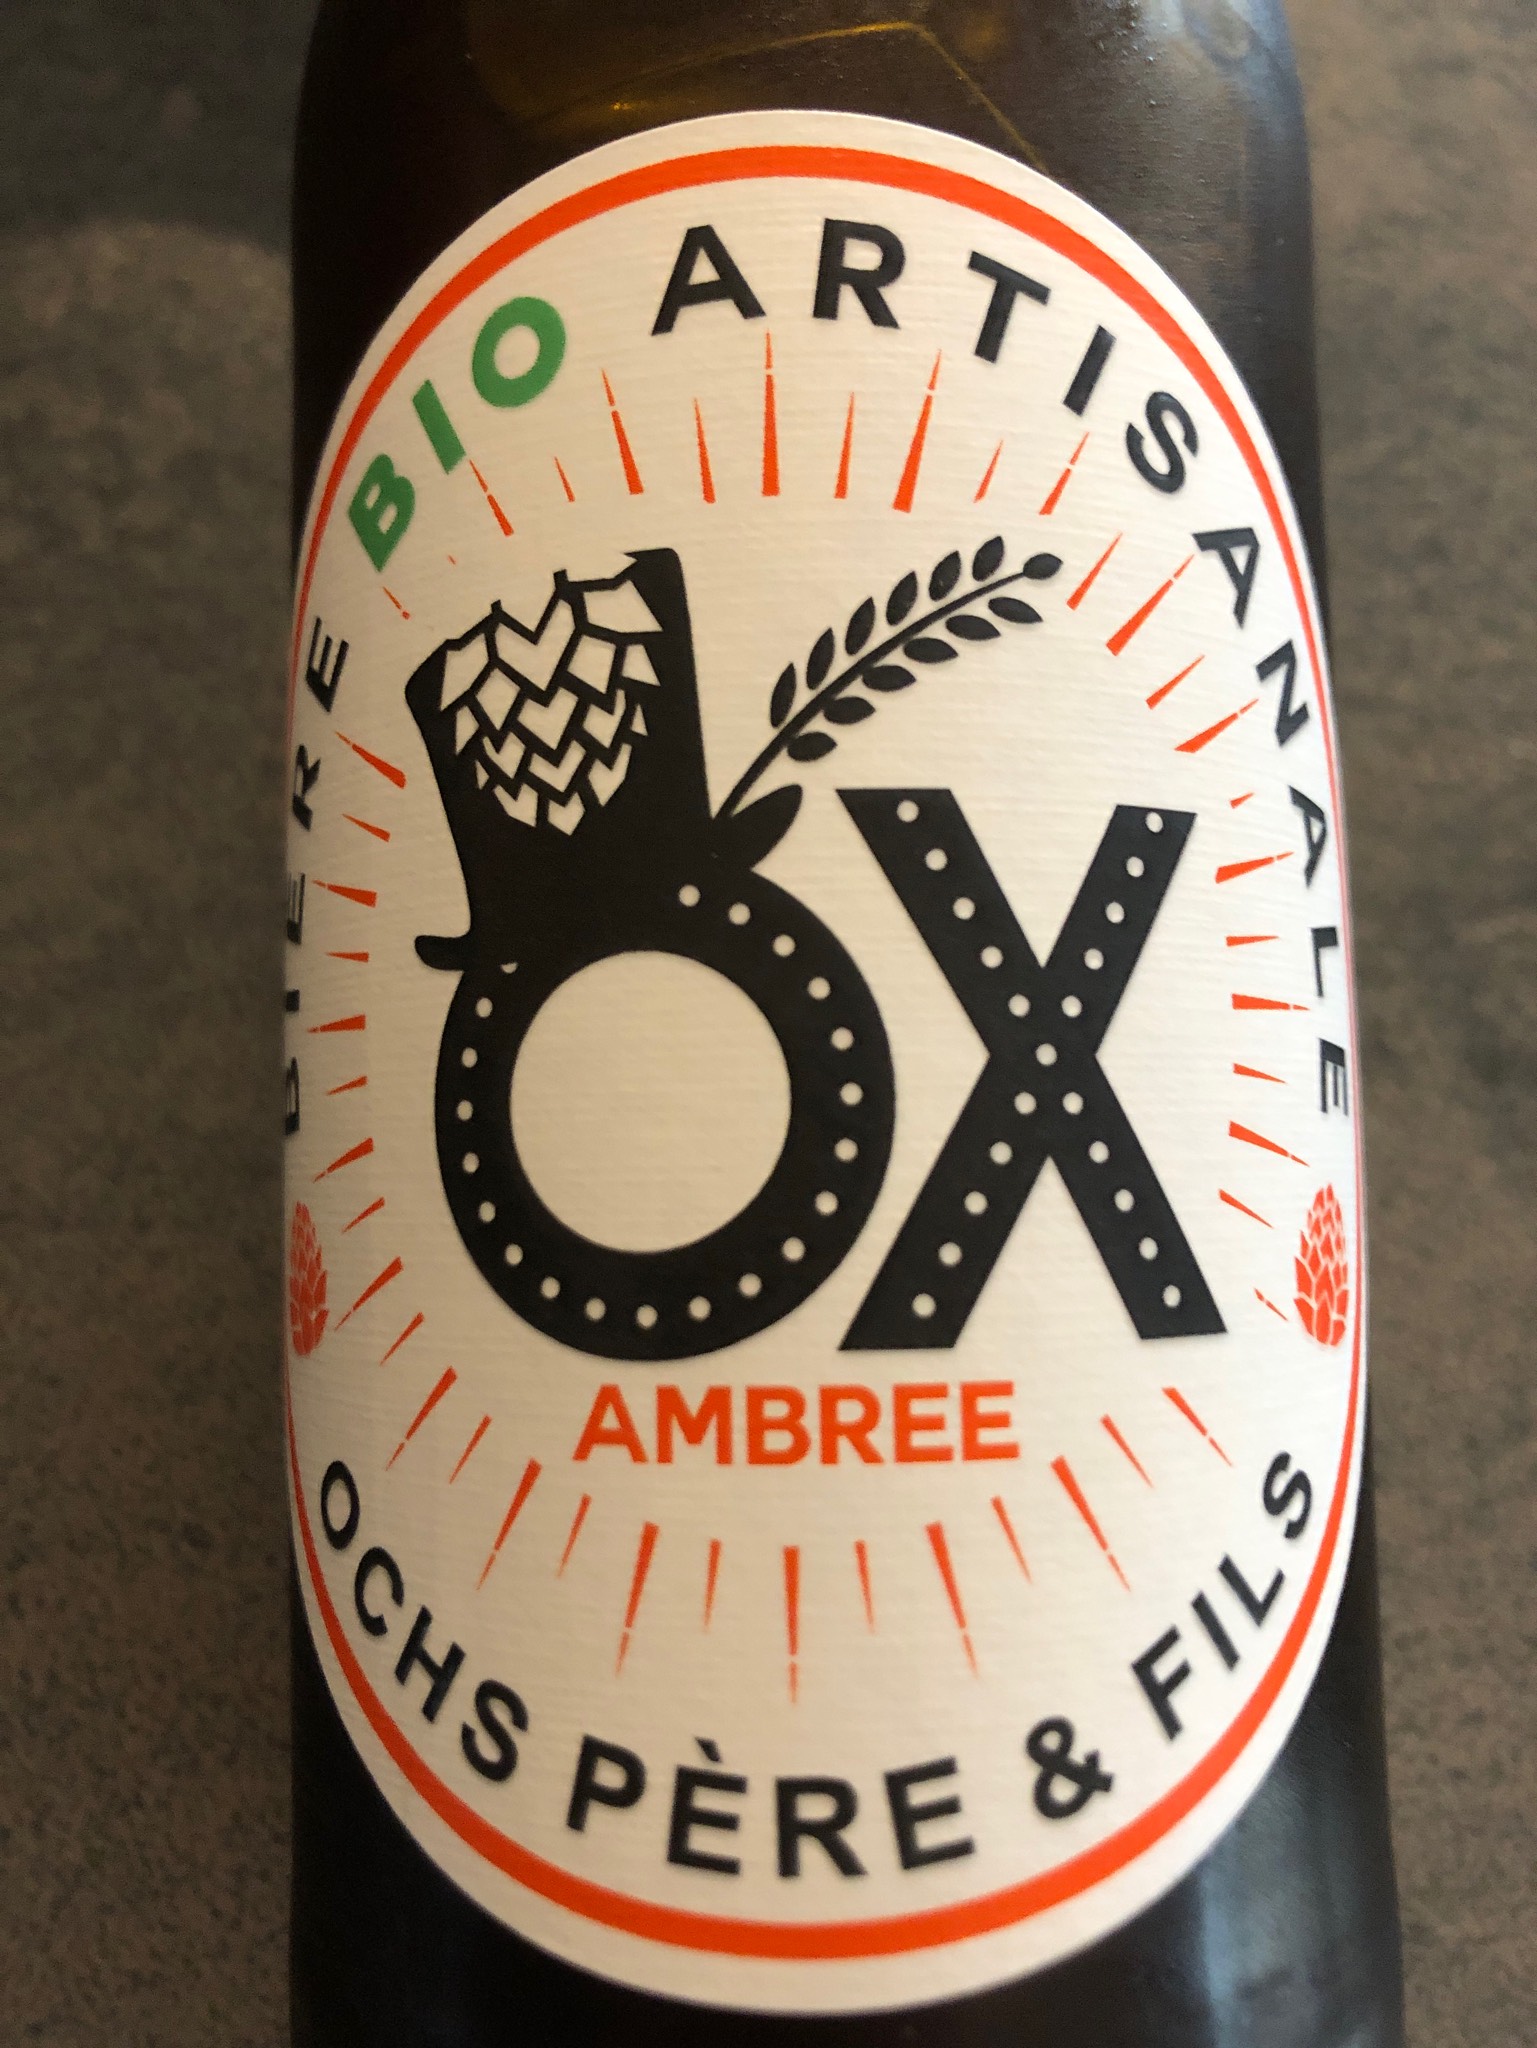 BIERE BIO ARTISANALE
OX
AMBREE
OCHS PÈRE & FILS